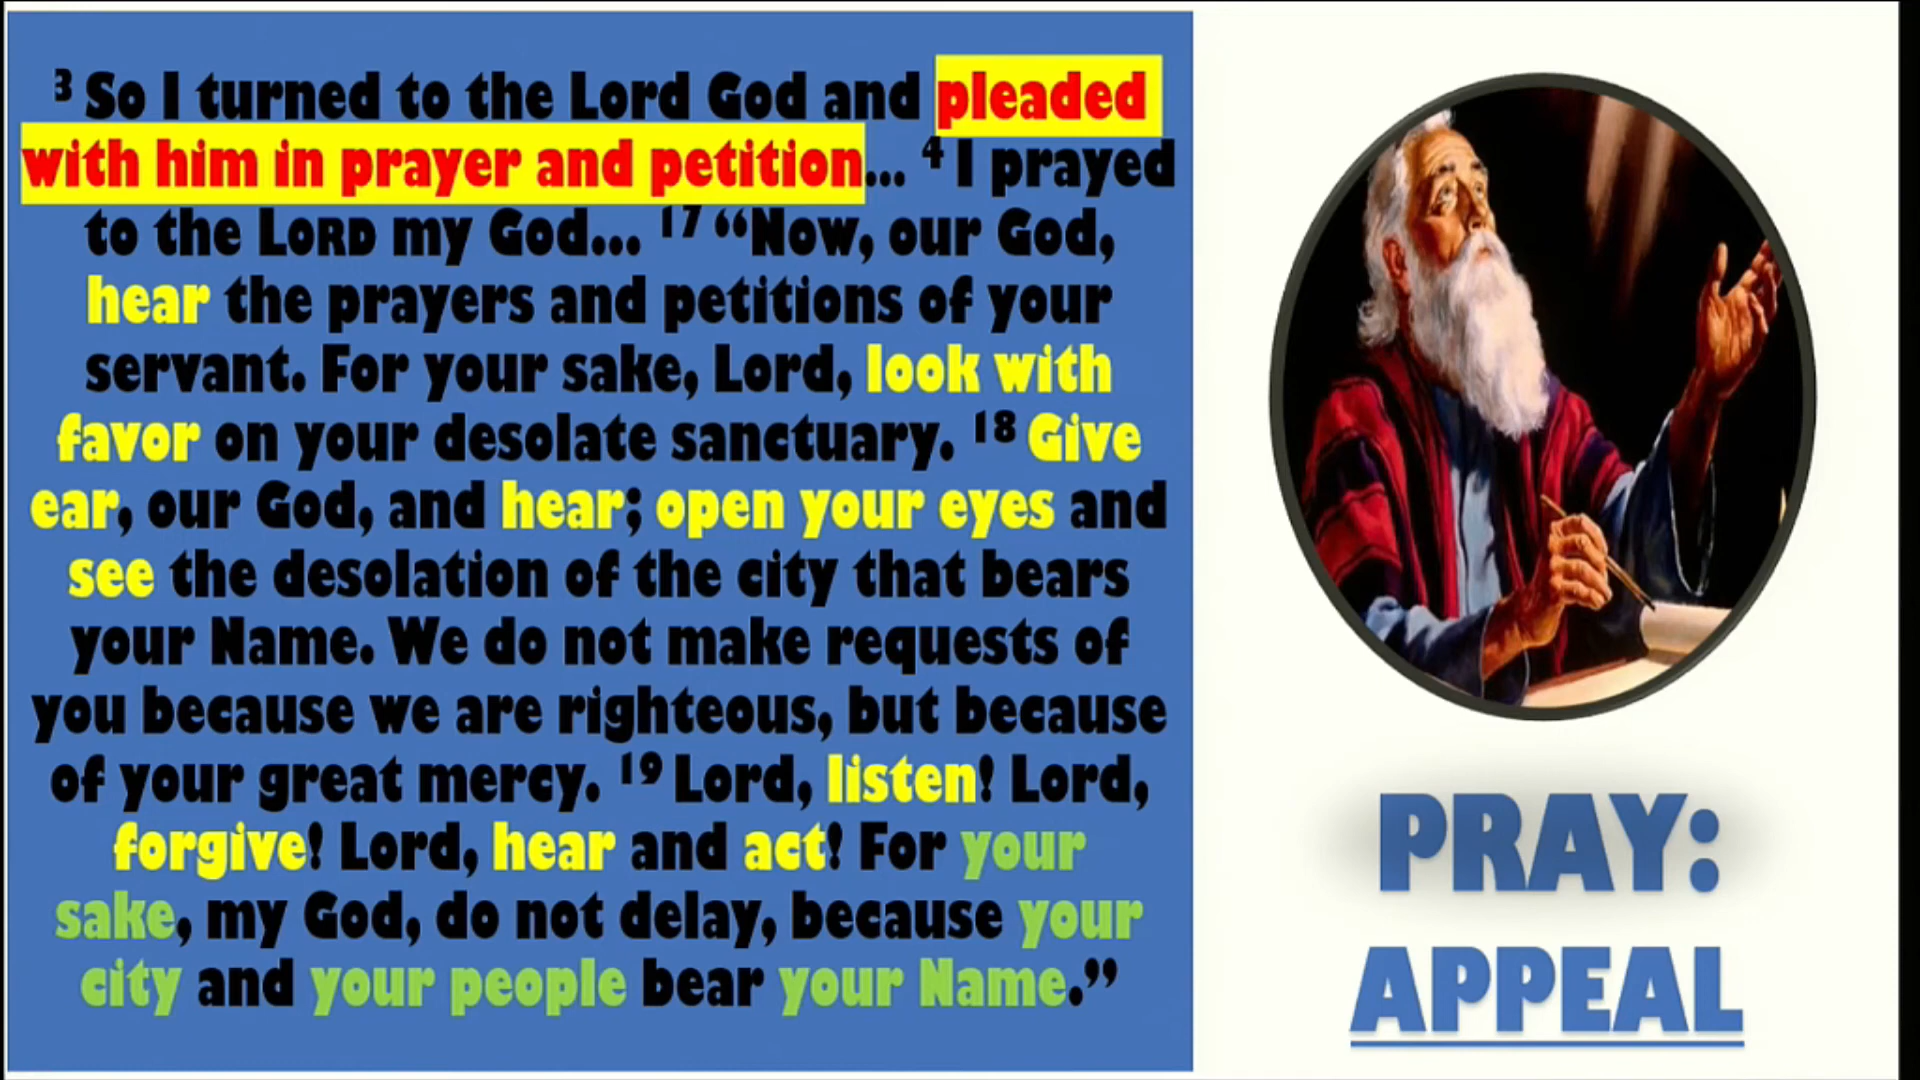 ³ So I turned to the Lord God and pleaded
with him in prayer and petition... ⁴ I prayed
to the LORD my God... ¹⁷ “Now, our God,
hear the prayers and petitions of your
servant. For your sake, Lord, look with
favor on your desolate sanctuary. ¹⁸ Give
ear, our God, and hear; open your eyes and
see the desolation of the city that bears
your Name. We do not make requests of
you because we are righteous, but because
of your great mercy. ¹⁹ Lord, listen! Lord,
forgive! Lord, hear and act! For your
sake, my God, do not delay, because your
city and your people bear your Name.”
PRAY:
APPEAL